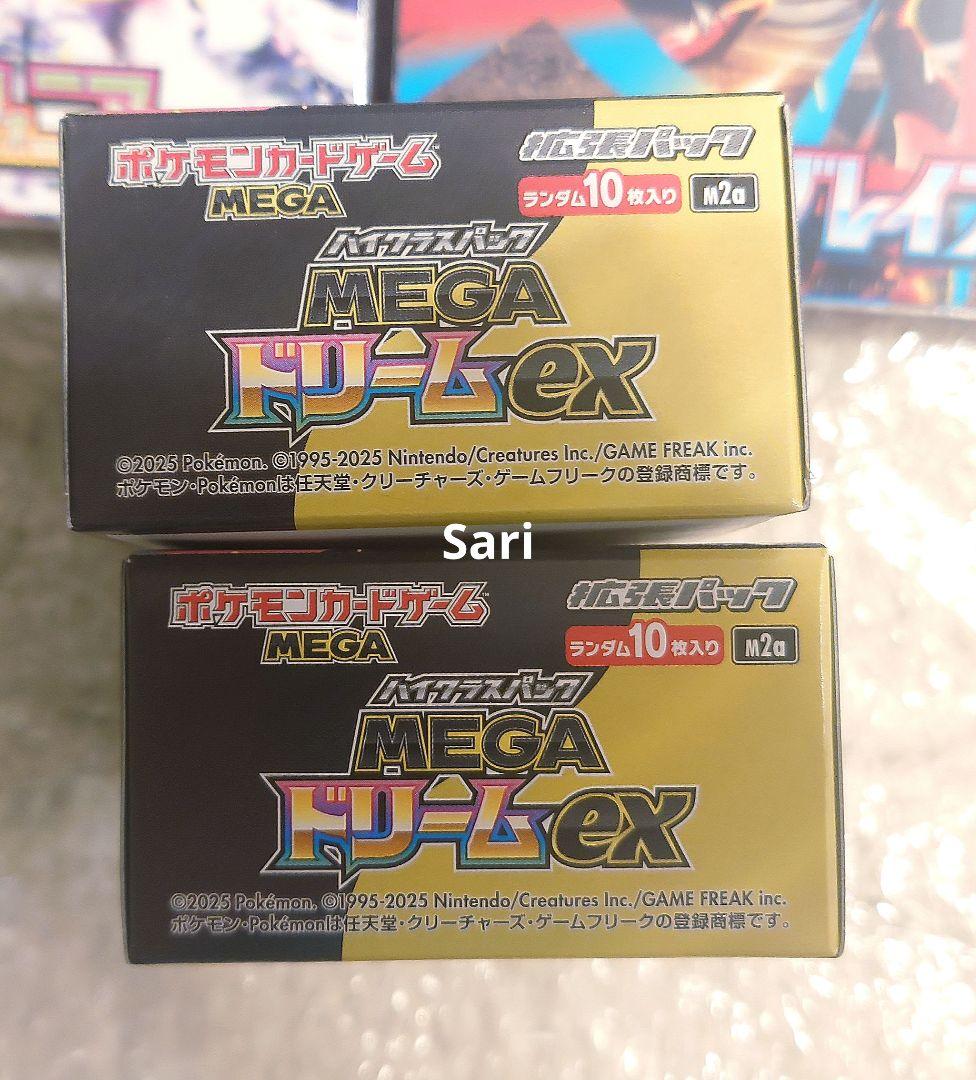 ニア
ブレイズ
ポケモンカードゲーム
MEGA
拡張パック
ランダム10枚入り
M2a
ハイクラスパック
MEGA
ドリームex
©2025 Pokémon. ©1995-2025 Nintendo/Creatures Inc./GAME FREAK inc.
ポケモン・Pokémonは任天堂・クリーチャーズ・ゲームフリークの登録商標です。
Sari
ポケモンカードゲーム
MEGA
拡張パック
ランダム10枚入り
M2a
ハイクラスパック
MEGA
ドリームex
©2025 Pokémon. ©1995-2025 Nintendo/Creatures Inc./GAME FREAK inc.
ポケモン・Pokémonは任天堂・クリーチャーズ・ゲームフリークの登録商標です。